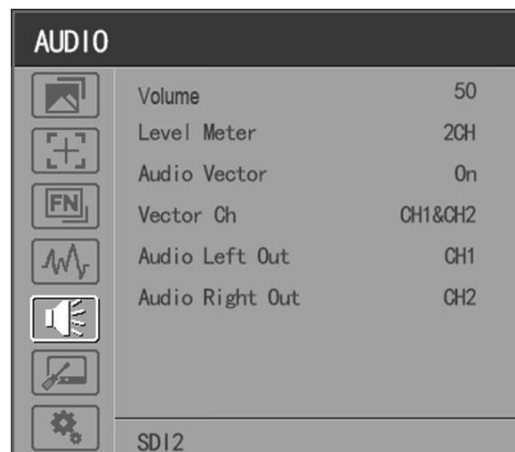 AUDIO
Volume 50
Level Meter 2CH
Audio Vector On
FN
Vector Ch CH1&CH2
Audio Left Out CH1
Audio Right Out CH2
SDI2